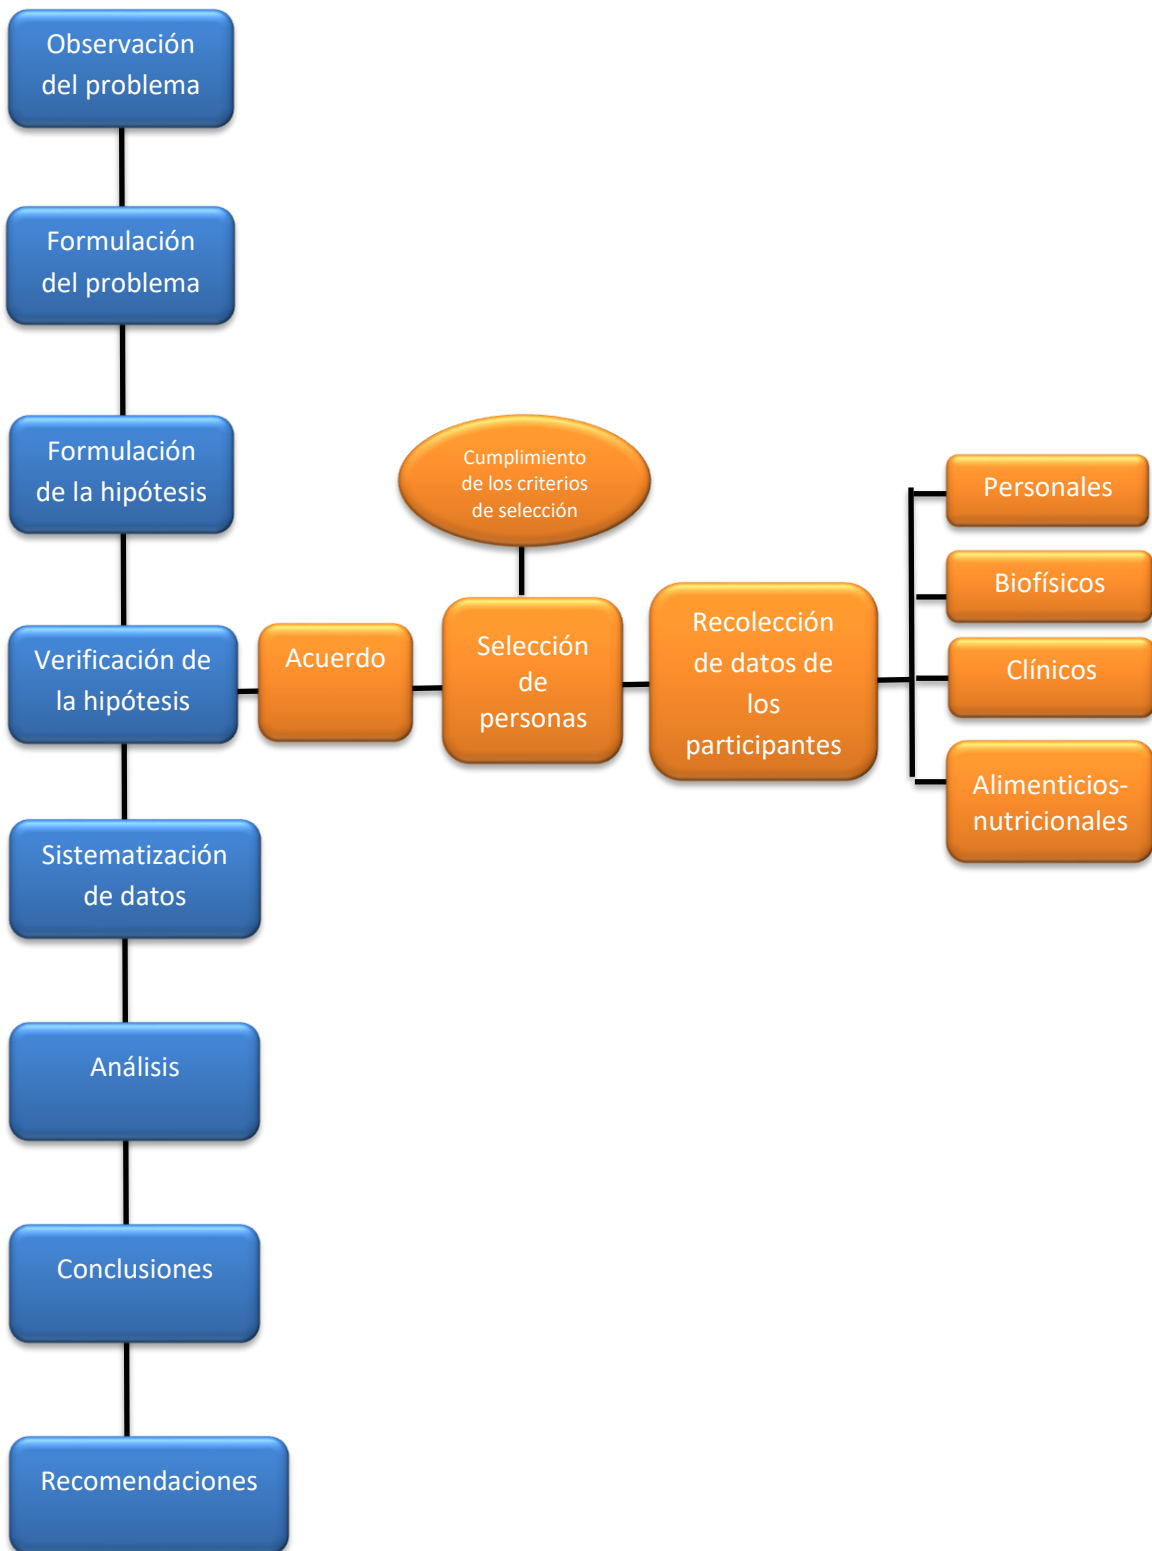 Observación
del problema
Formulación
del problema
Formulación
de la hipótesis
Verificación de
la hipótesis
Acuerdo
Cumplimiento
de los criterios
de selección
Selección
de
personas
Recolección
de datos de
los
participantes
Personales
Biofísicos
Clínicos
Alimenticios-
nutricionales
Sistematización
de datos
Análisis
Conclusiones
Recomendaciones